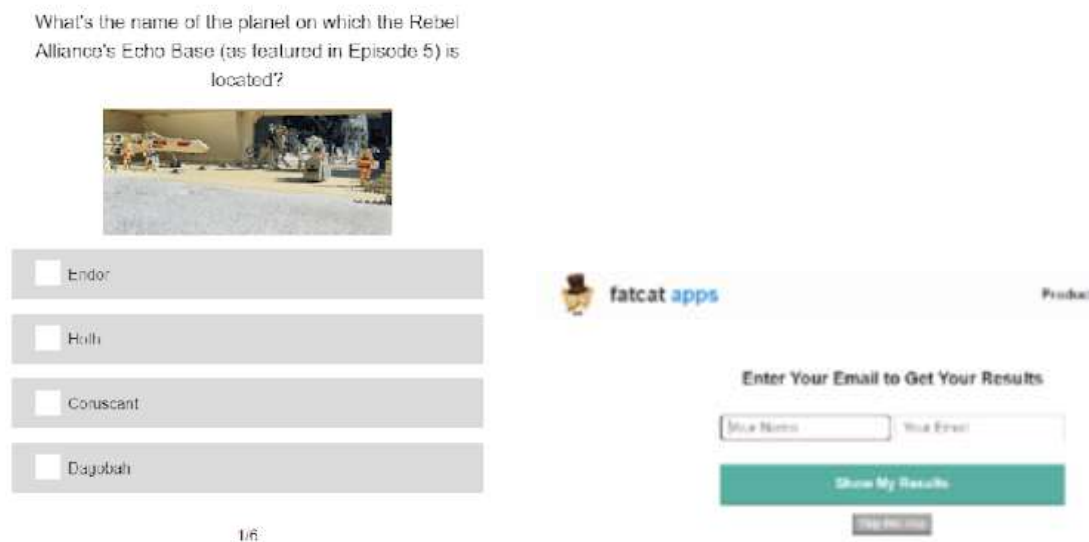 What's the name of the planet on which the Rebel
Alliance's Echo Base (as featured in Episode 5) is
located?
Endor
Hoth
Coruscant
Dagobah
1/6
fatcat apps
Enter Your Email to Get Your Results
Your Name
Your Email
Show My Results